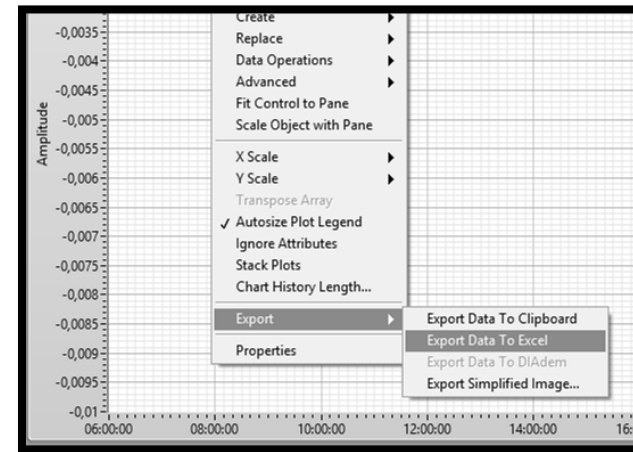 Create
Replace
Data Operations
Advanced
Fit Control to Pane
Scale Object with Pane
X Scale
Y Scale
Transpose Array
✓ Autosize Plot Legend
Ignore Attributes
Stack Plots
Chart History Length...
Export
Properties
Export Data To Clipboard
Export Data To Excel
Export Data To DIAdem
Export Simplified Image...
Amplitude
-0,0035
-0,004
-0,0045
-0,005
-0,0055
-0,006
-0,0065
-0,007
-0,0075
-0,008
-0,0085
-0,009
-0,0095
-0,01
06:00:00 08:00:00 10:00:00 12:00:00 14:00:00 16: